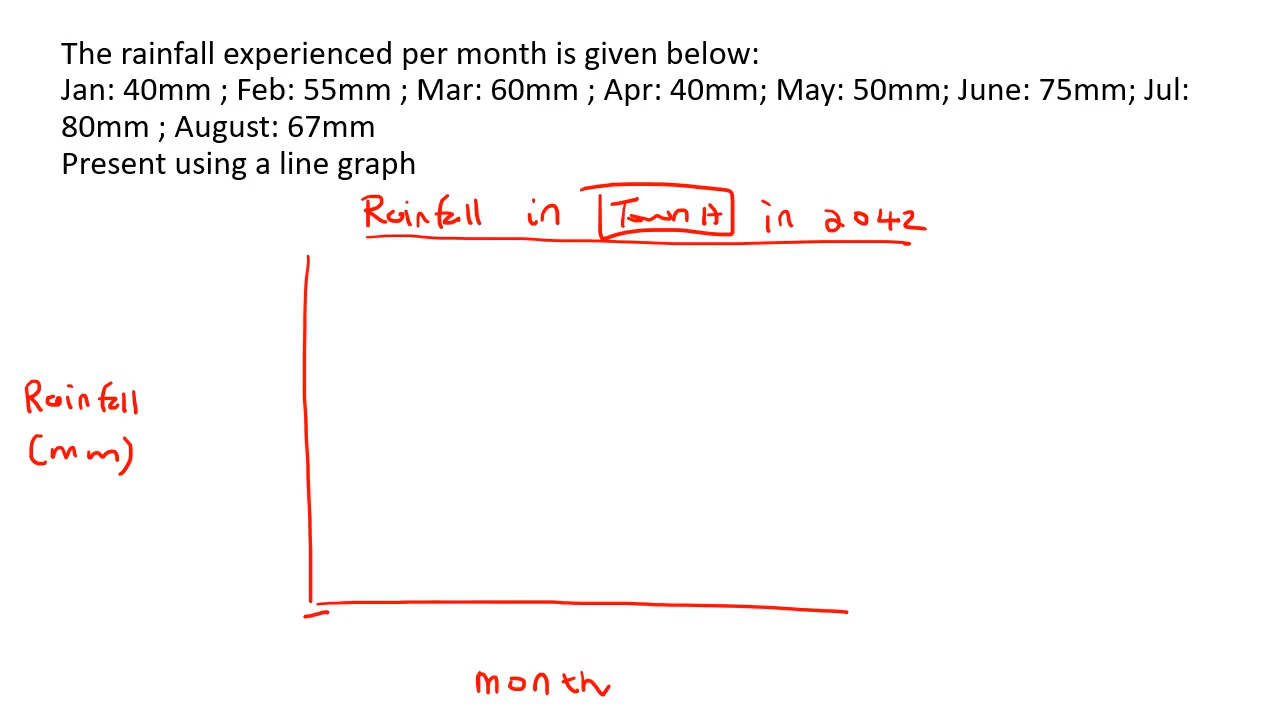 The rainfall experienced per month is given below:
Jan: 40mm ; Feb: 55mm ; Mar: 60mm ; Apr: 40mm; May: 50mm; June: 75mm; Jul:
80mm ; August: 67mm
Present using a line graph
Rainfall in Town A in 2042
Rainfall
(mm)
month